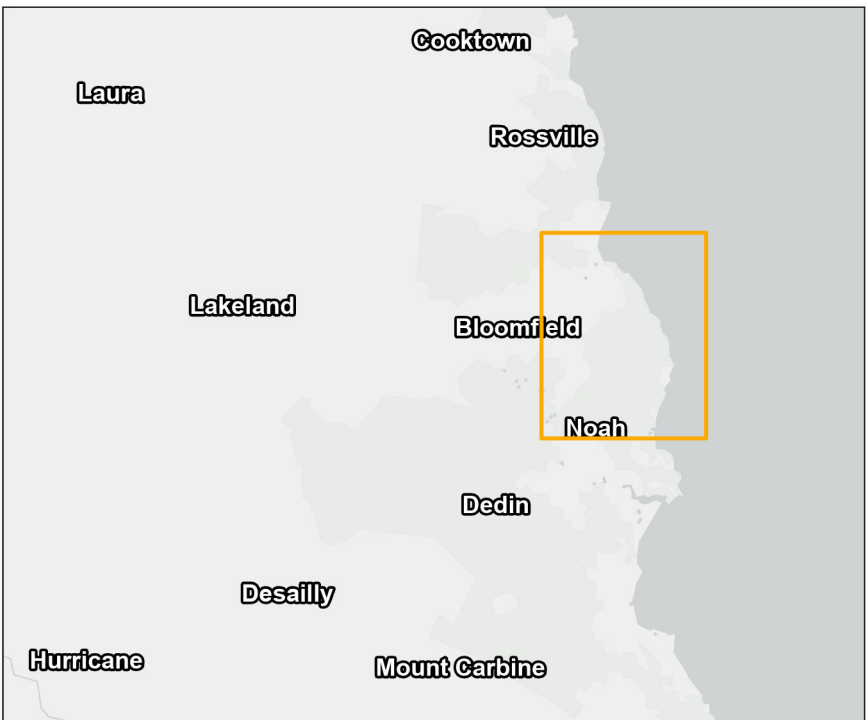 Cooktown
Laura
Rossville
Lakeland
Bloomfield
Noah
Dedin
Desailly
Hurricane
Mount Carbine